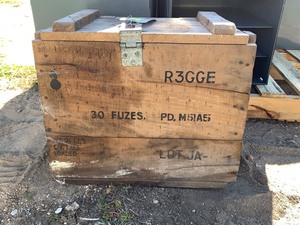 R3GGE
30 FUZES. PD. M51A5
LOT JA-